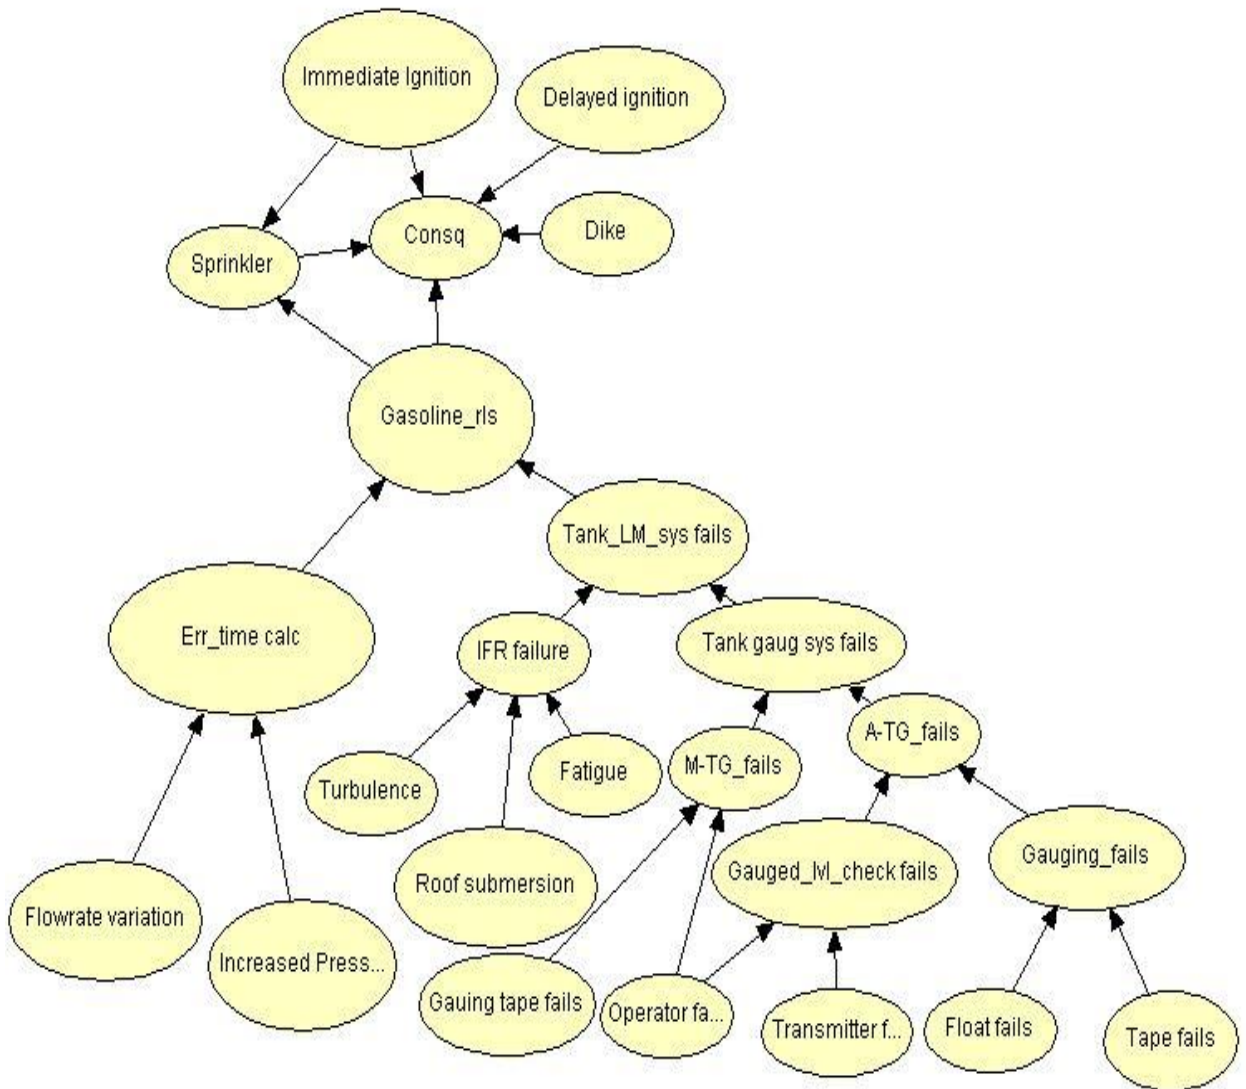 Immediate Ignition
Delayed ignition
Consq
Dike
Sprinkler
Gasoline_rls
Tank_LM_sys fails
Err_time calc
IFR failure
Tank gaug sys fails
A-TG_fails
M-TG_fails
Fatigue
Turbulence
Gauging_fails
Gauged_lvl_check fails
Roof submersion
Flowrate variation
Increased Press...
Gauing tape fails
Operator fa...
Transmitter f...
Float fails
Tape fails